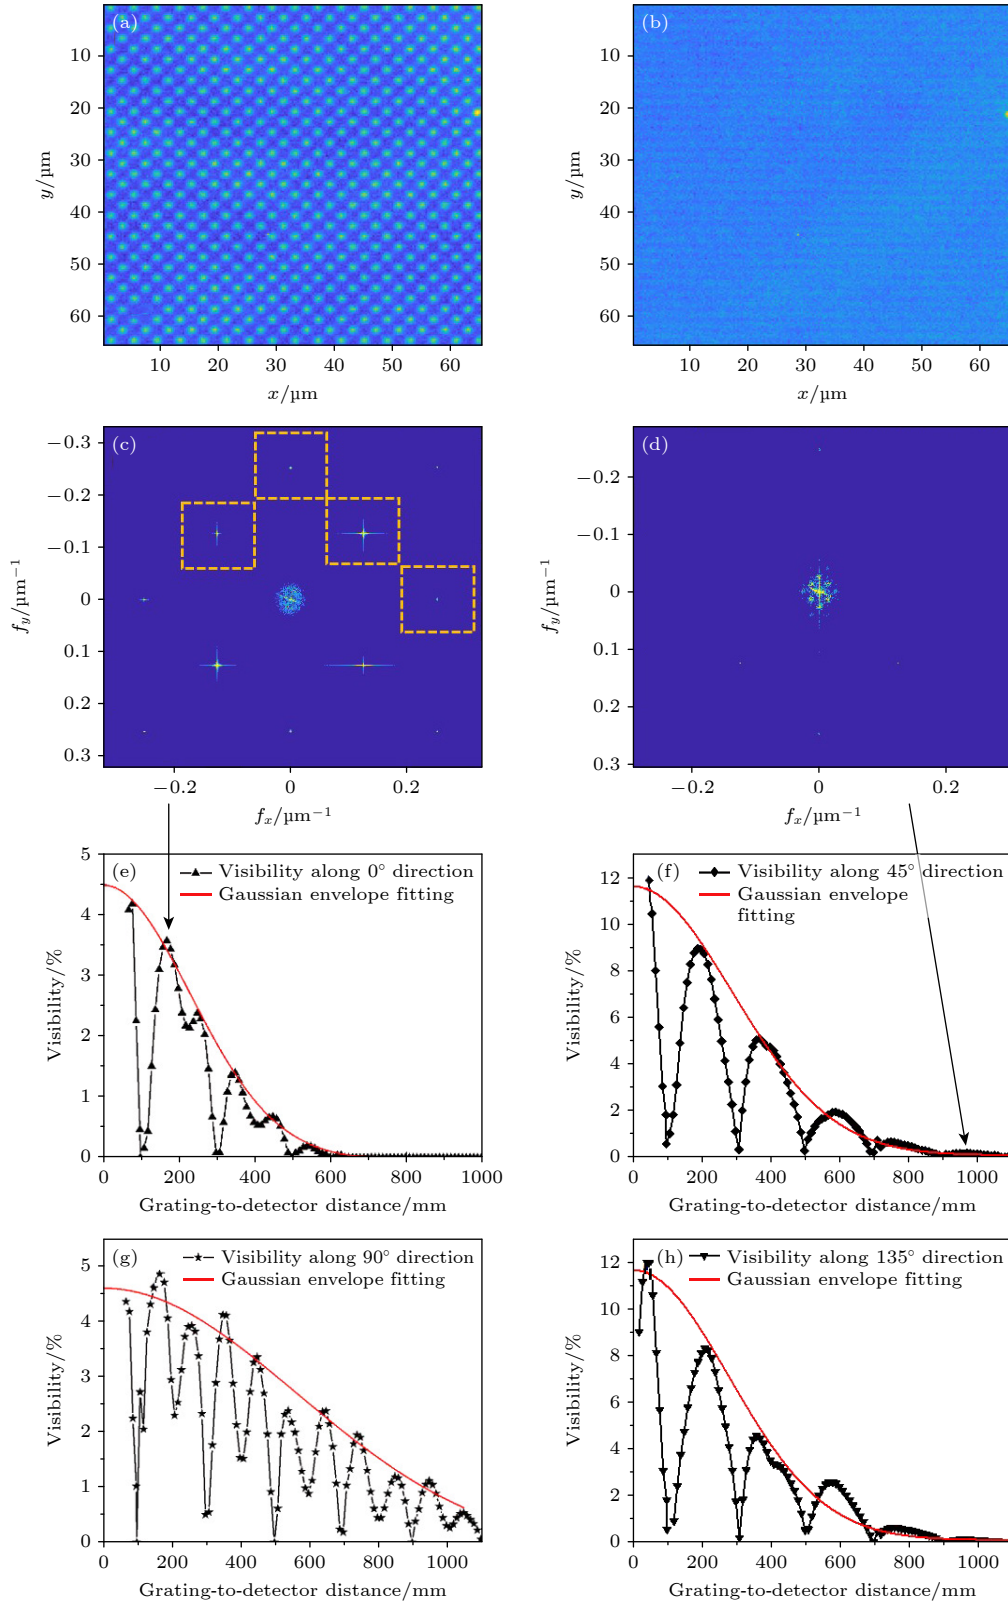 (a)
10
20
30
40
50
60
y/μm
10 20 30 40 50 60
x/μm
(b)
10
20
30
40
50
60
y/μm
10 20 30 40 50 60
x/μm
(c)
−0.3
−0.2
−0.1
0
0.1
0.2
0.3
fy/μm−1
−0.2 0 0.2
fx/μm−1
(d)
−0.2
−0.1
0
0.1
0.2
0.3
fy/μm−1
−0.2 0 0.2
fx/μm−1
(e)
Visibility along 0° direction
Gaussian envelope fitting
5
4
3
2
1
0
Visibility/%
0 200 400 600 800 1000
Grating-to-detector distance/mm
(f)
Visibility along 45° direction
Gaussian envelope
fitting
12
10
8
6
4
2
0
Visibility/%
0 200 400 600 800 1000
Grating-to-detector distance/mm
(g)
Visibility along 90° direction
Gaussian envelope fitting
5
4
3
2
1
0
Visibility/%
0 200 400 600 800 1000
Grating-to-detector distance/mm
(h)
Visibility along 135° direction
Gaussian envelope fitting
12
10
8
6
4
2
0
Visibility/%
0 200 400 600 800 1000
Grating-to-detector distance/mm